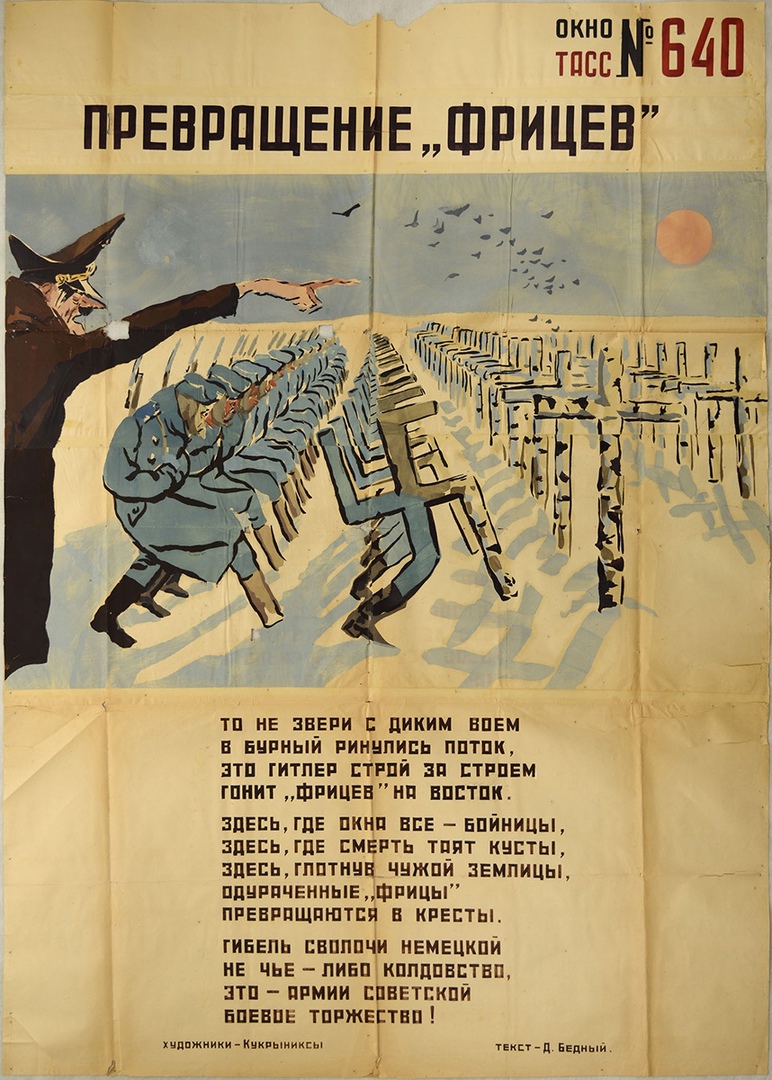 ОКНО
ТАСС № 640
ПРЕВРАЩЕНИЕ „ФРИЦЕВ”
ТО НЕ ЗВЕРИ С ДИКИМ ВОЕМ
В БУРНЫЙ РИНУЛИСЬ ПОТОК,
ЭТО ГИТЛЕР СТРОЙ ЗА СТРОЕМ
ГОНИТ „ФРИЦЕВ” НА ВОСТОК.
ЗДЕСЬ, ГДЕ ОКНА ВСЕ – БОЙНИЦЫ,
ЗДЕСЬ, ГДЕ СМЕРТЬ ТАЯТ КУСТЫ,
ЗДЕСЬ, ГЛОТНУВ ЧУЖОЙ ЗЕМЛИЦЫ,
ОДУРАЧЕННЫЕ „ФРИЦЫ”
ПРЕВРАЩАЮТСЯ В КРЕСТЫ.
ГИБЕЛЬ СВОЛОЧИ НЕМЕЦКОЙ
НЕ ЧЬЕ – ЛИБО КОЛДОВСТВО,
ЭТО – АРМИИ СОВЕТСКОЙ
БОЕВОЕ ТОРЖЕСТВО!
ХУДОЖНИКИ – КУКРЫНИКСЫ
ТЕКСТ – Д. БЕДНЫЙ.